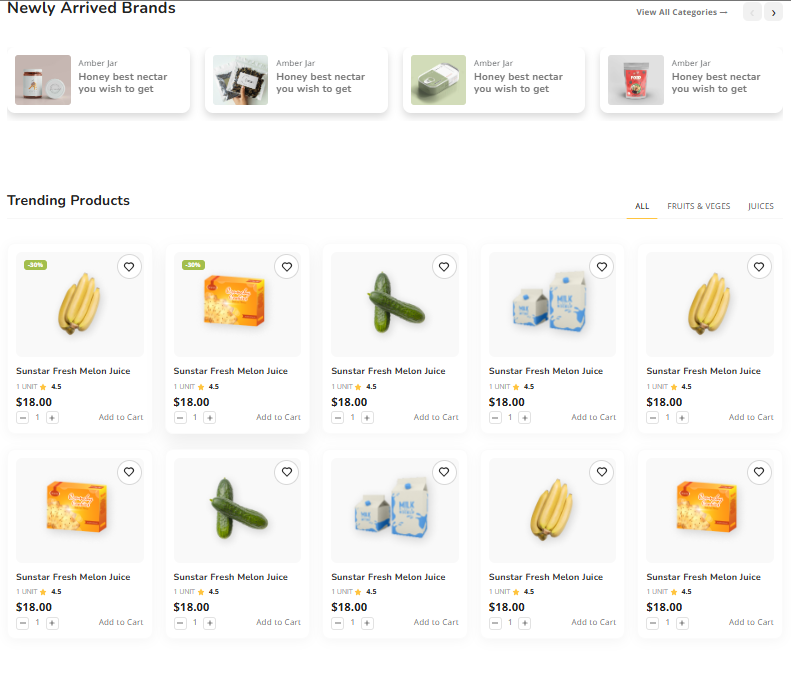 Newly Arrived Brands
View All Categories →
Amber Jar
Honey best nectar
you wish to get
Amber Jar
Honey best nectar
you wish to get
Amber Jar
Honey best nectar
you wish to get
Amber Jar
Honey best nectar
you wish to get
Trending Products
ALL
FRUITS & VEGES
JUICES
-30%
Sunstar Fresh Melon Juice
1 UNIT 4.5
$18.00
− 1 +
Add to Cart
-30%
Sunstar Fresh Melon Juice
1 UNIT 4.5
$18.00
− 1 +
Add to Cart
Sunstar Fresh Melon Juice
1 UNIT 4.5
$18.00
− 1 +
Add to Cart
MILK
MILK
Sunstar Fresh Melon Juice
1 UNIT 4.5
$18.00
− 1 +
Add to Cart
Sunstar Fresh Melon Juice
1 UNIT 4.5
$18.00
− 1 +
Add to Cart
Sunstar Fresh Melon Juice
1 UNIT 4.5
$18.00
− 1 +
Add to Cart
Sunstar Fresh Melon Juice
1 UNIT 4.5
$18.00
− 1 +
Add to Cart
MILK
MILK
Sunstar Fresh Melon Juice
1 UNIT 4.5
$18.00
− 1 +
Add to Cart
Sunstar Fresh Melon Juice
1 UNIT 4.5
$18.00
− 1 +
Add to Cart
Sunstar Fresh Melon Juice
1 UNIT 4.5
$18.00
− 1 +
Add to Cart